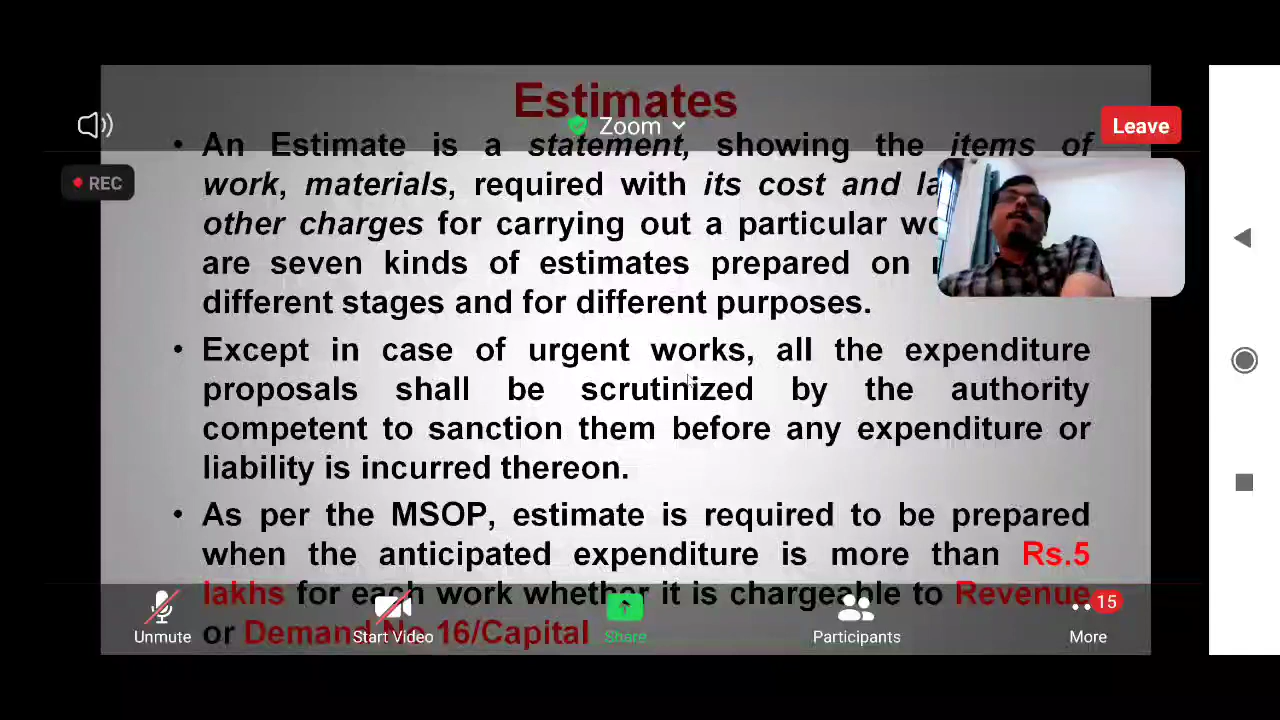 Estimates
Zoom
Leave
REC
• An Estimate is a statement, showing the items of
work, materials, required with its cost and
other charges for carrying out a particular
are seven kinds of estimates prepared on
different stages and for different purposes.
• Except in case of urgent works, all the expenditure
proposals shall be scrutinized by the authority
competent to sanction them before any expenditure or
liability is incurred thereon.
• As per the MSOP, estimate is required to be prepared
when the anticipated expenditure is more than Rs.5
lakhs for each work whether it is chargeable to Revenue
or Demand No 16/Capital
15
Unmute
Start Video
Share
Participants
More